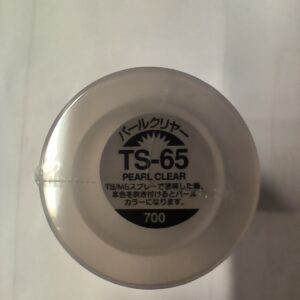 パールクリヤー
TS-65
PEARL CLEAR
TS/MSスプレーで塗装した後、
本色を吹き付けるとパール
カラーになります。
700